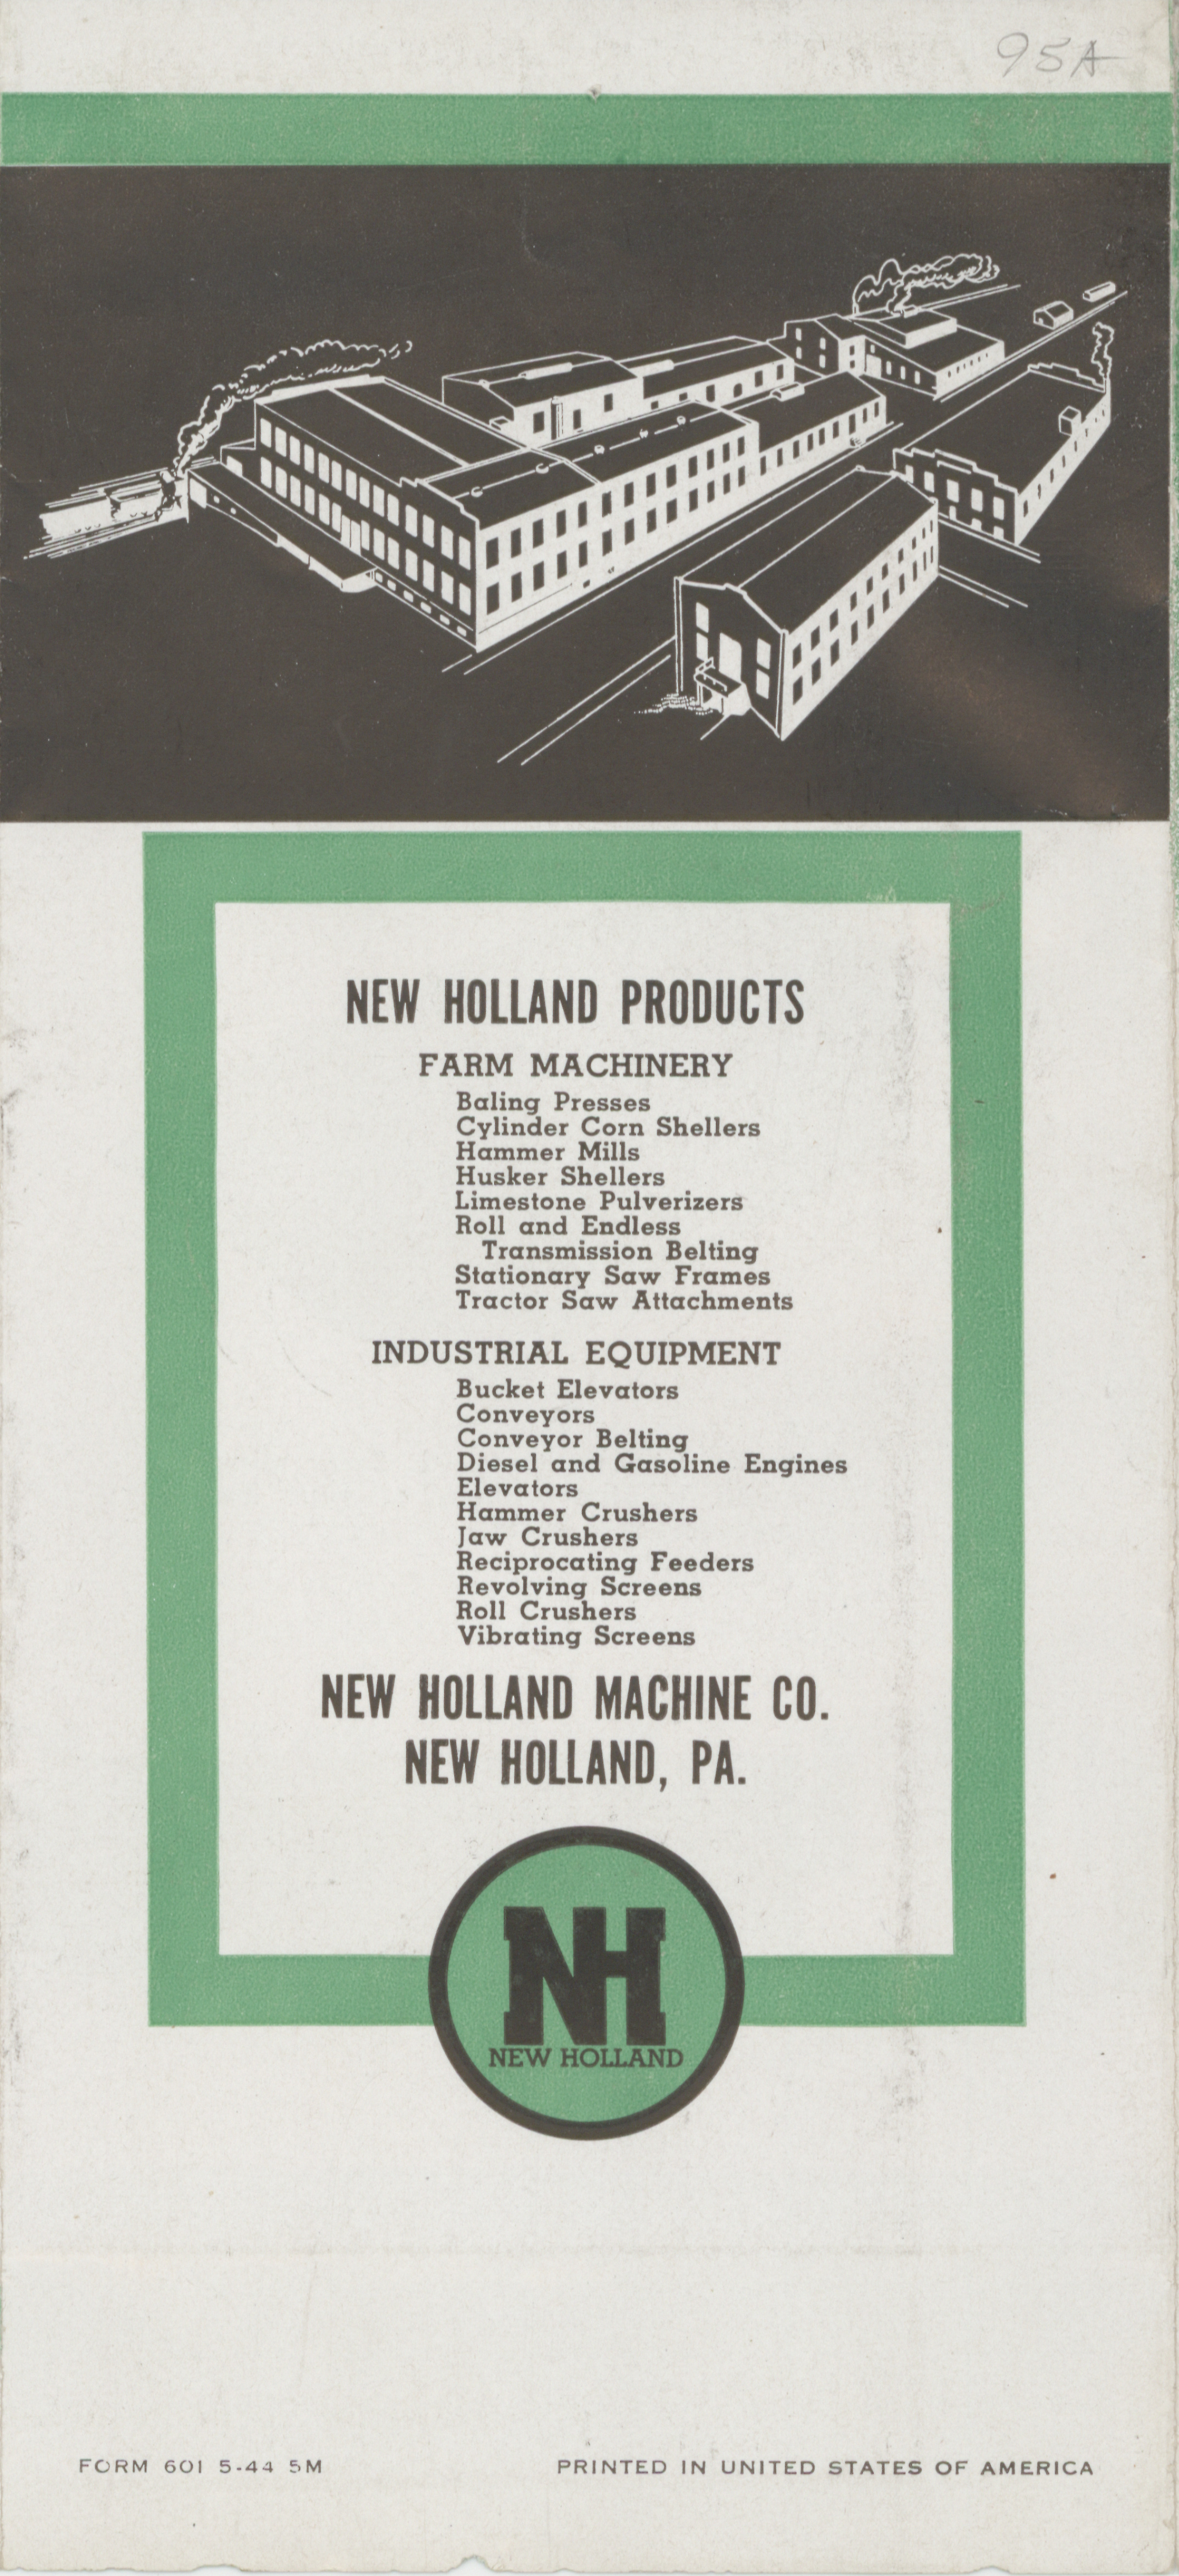 95A
NEW HOLLAND PRODUCTS
FARM MACHINERY
Baling Presses
Cylinder Corn Shellers
Hammer Mills
Husker Shellers
Limestone Pulverizers
Roll and Endless
Transmission Belting
Stationary Saw Frames
Tractor Saw Attachments
INDUSTRIAL EQUIPMENT
Bucket Elevators
Conveyors
Conveyor Belting
Diesel and Gasoline Engines
Elevators
Hammer Crushers
Jaw Crushers
Reciprocating Feeders
Revolving Screens
Roll Crushers
Vibrating Screens
NEW HOLLAND MACHINE CO.
NEW HOLLAND, PA.
NH
NEW HOLLAND
FORM 601 5-44 5M
PRINTED IN UNITED STATES OF AMERICA